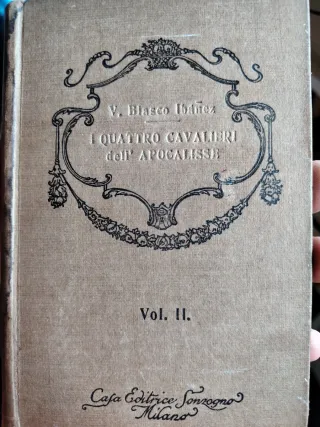 V. Blasco Ibáñez
I QUATTRO CAVALIERI
dell' APOCALISSE
Vol. II.
Casa Editrice Sonzogno
Milano